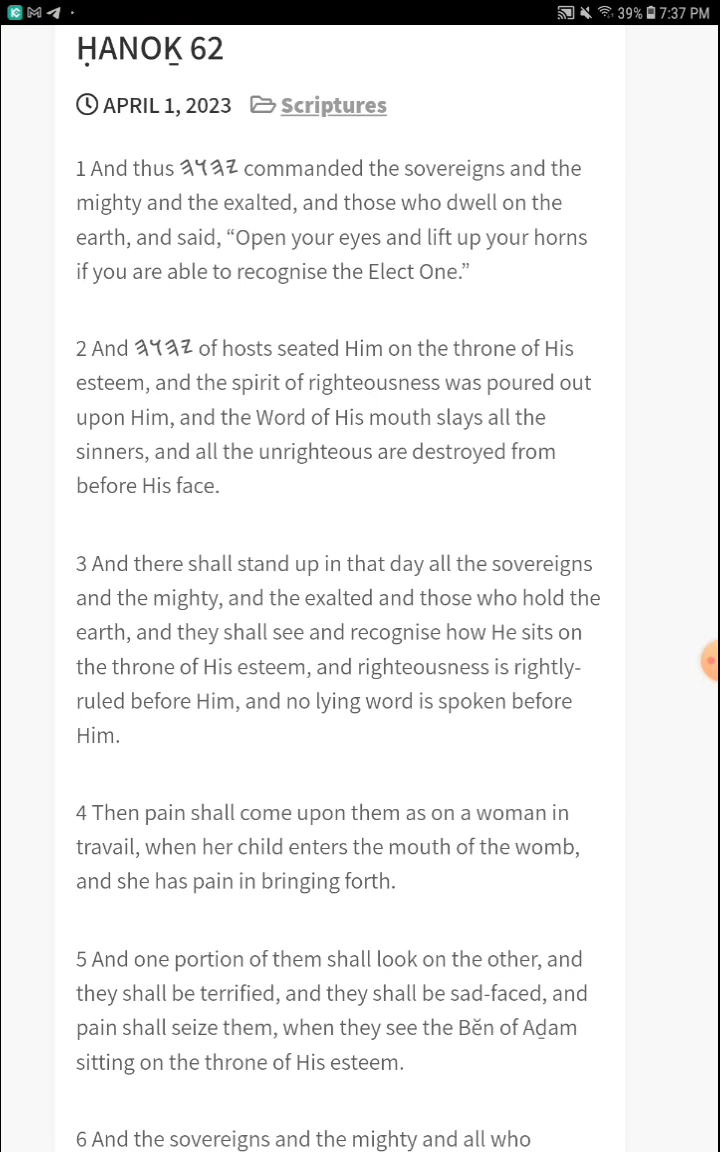 39% 7:37 PM
ḤANOḴ 62
APRIL 1, 2023 Scriptures
1 And thus 𐤉𐤄𐤅𐤄 commanded the sovereigns and the
mighty and the exalted, and those who dwell on the
earth, and said, “Open your eyes and lift up your horns
if you are able to recognise the Elect One.”
2 And 𐤉𐤄𐤅𐤄 of hosts seated Him on the throne of His
esteem, and the spirit of righteousness was poured out
upon Him, and the Word of His mouth slays all the
sinners, and all the unrighteous are destroyed from
before His face.
3 And there shall stand up in that day all the sovereigns
and the mighty, and the exalted and those who hold the
earth, and they shall see and recognise how He sits on
the throne of His esteem, and righteousness is rightly-
ruled before Him, and no lying word is spoken before
Him.
4 Then pain shall come upon them as on a woman in
travail, when her child enters the mouth of the womb,
and she has pain in bringing forth.
5 And one portion of them shall look on the other, and
they shall be terrified, and they shall be sad-faced, and
pain shall seize them, when they see the Bĕn of Aḏam
sitting on the throne of His esteem.
6 And the sovereigns and the mighty and all who